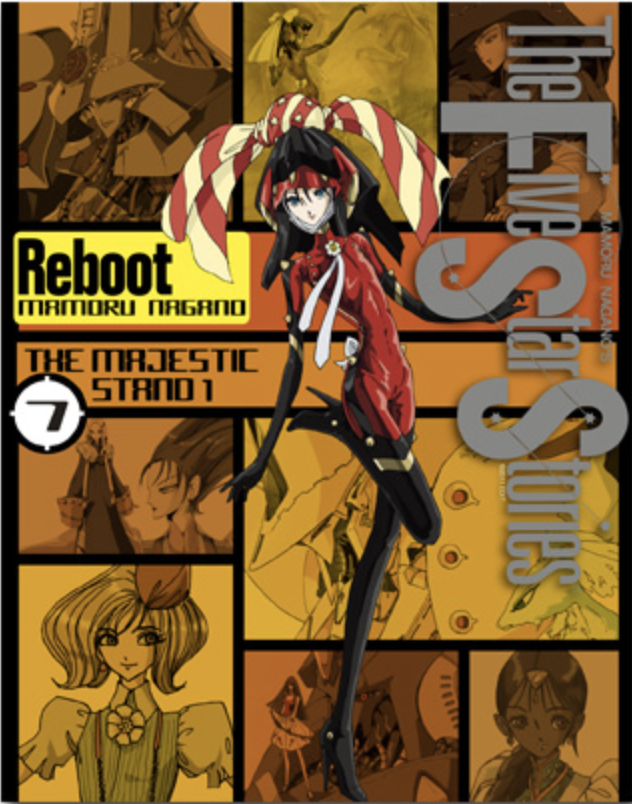 The Five Star Stories
MAMORU NAGANO'S
Reboot
MAMORU NAGANO
THE MAJESTIC
STAND 1
7